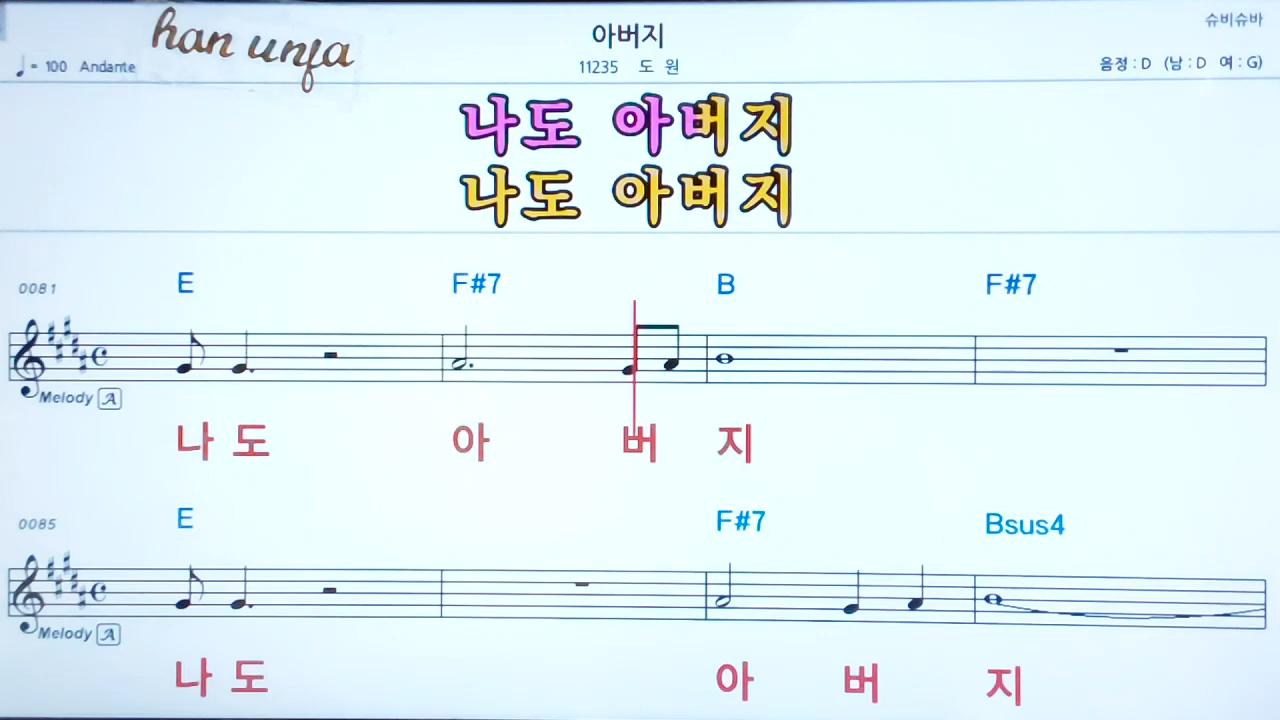 han unfa
아버지
슈비슈바
♩= 100 Andante
11235 도 원
음정 : D (남 : D 여 : G)
나도 아버지
나도 아버지
0081 E F#7 B F#7
Melody A
나 도 아 버 지
0085 E F#7 Bsus4
Melody A
나 도 아 버 지